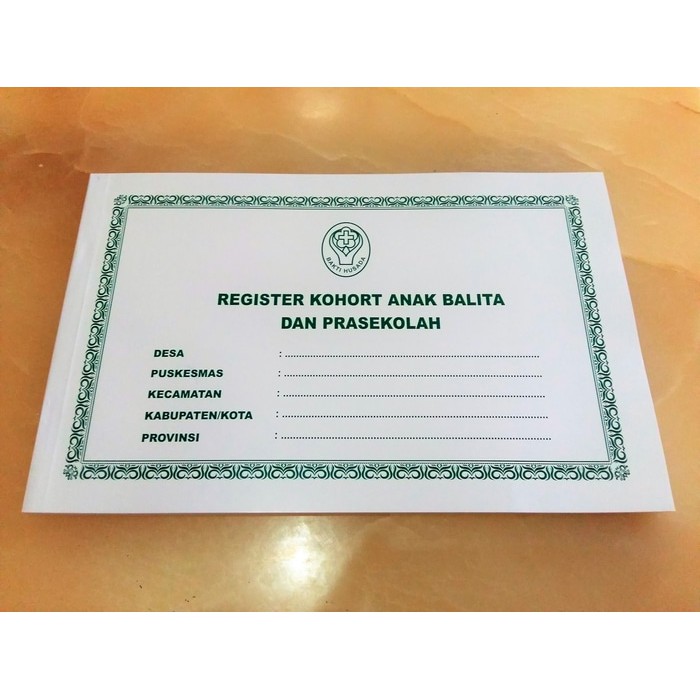 BAKTI HUSADA
REGISTER KOHORT ANAK BALITA
DAN PRASEKOLAH
DESA : ................................................................
PUSKESMAS : ................................................................
KECAMATAN : ................................................................
KABUPATEN/KOTA : ................................................................
PROVINSI : ................................................................